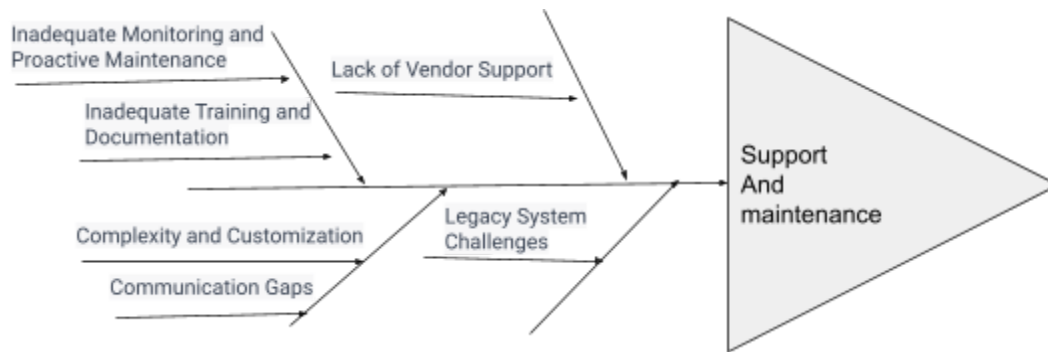 Inadequate Monitoring and
Proactive Maintenance
Lack of Vendor Support
Inadequate Training and
Documentation
Support
And
maintenance
Complexity and Customization
Legacy System
Challenges
Communication Gaps